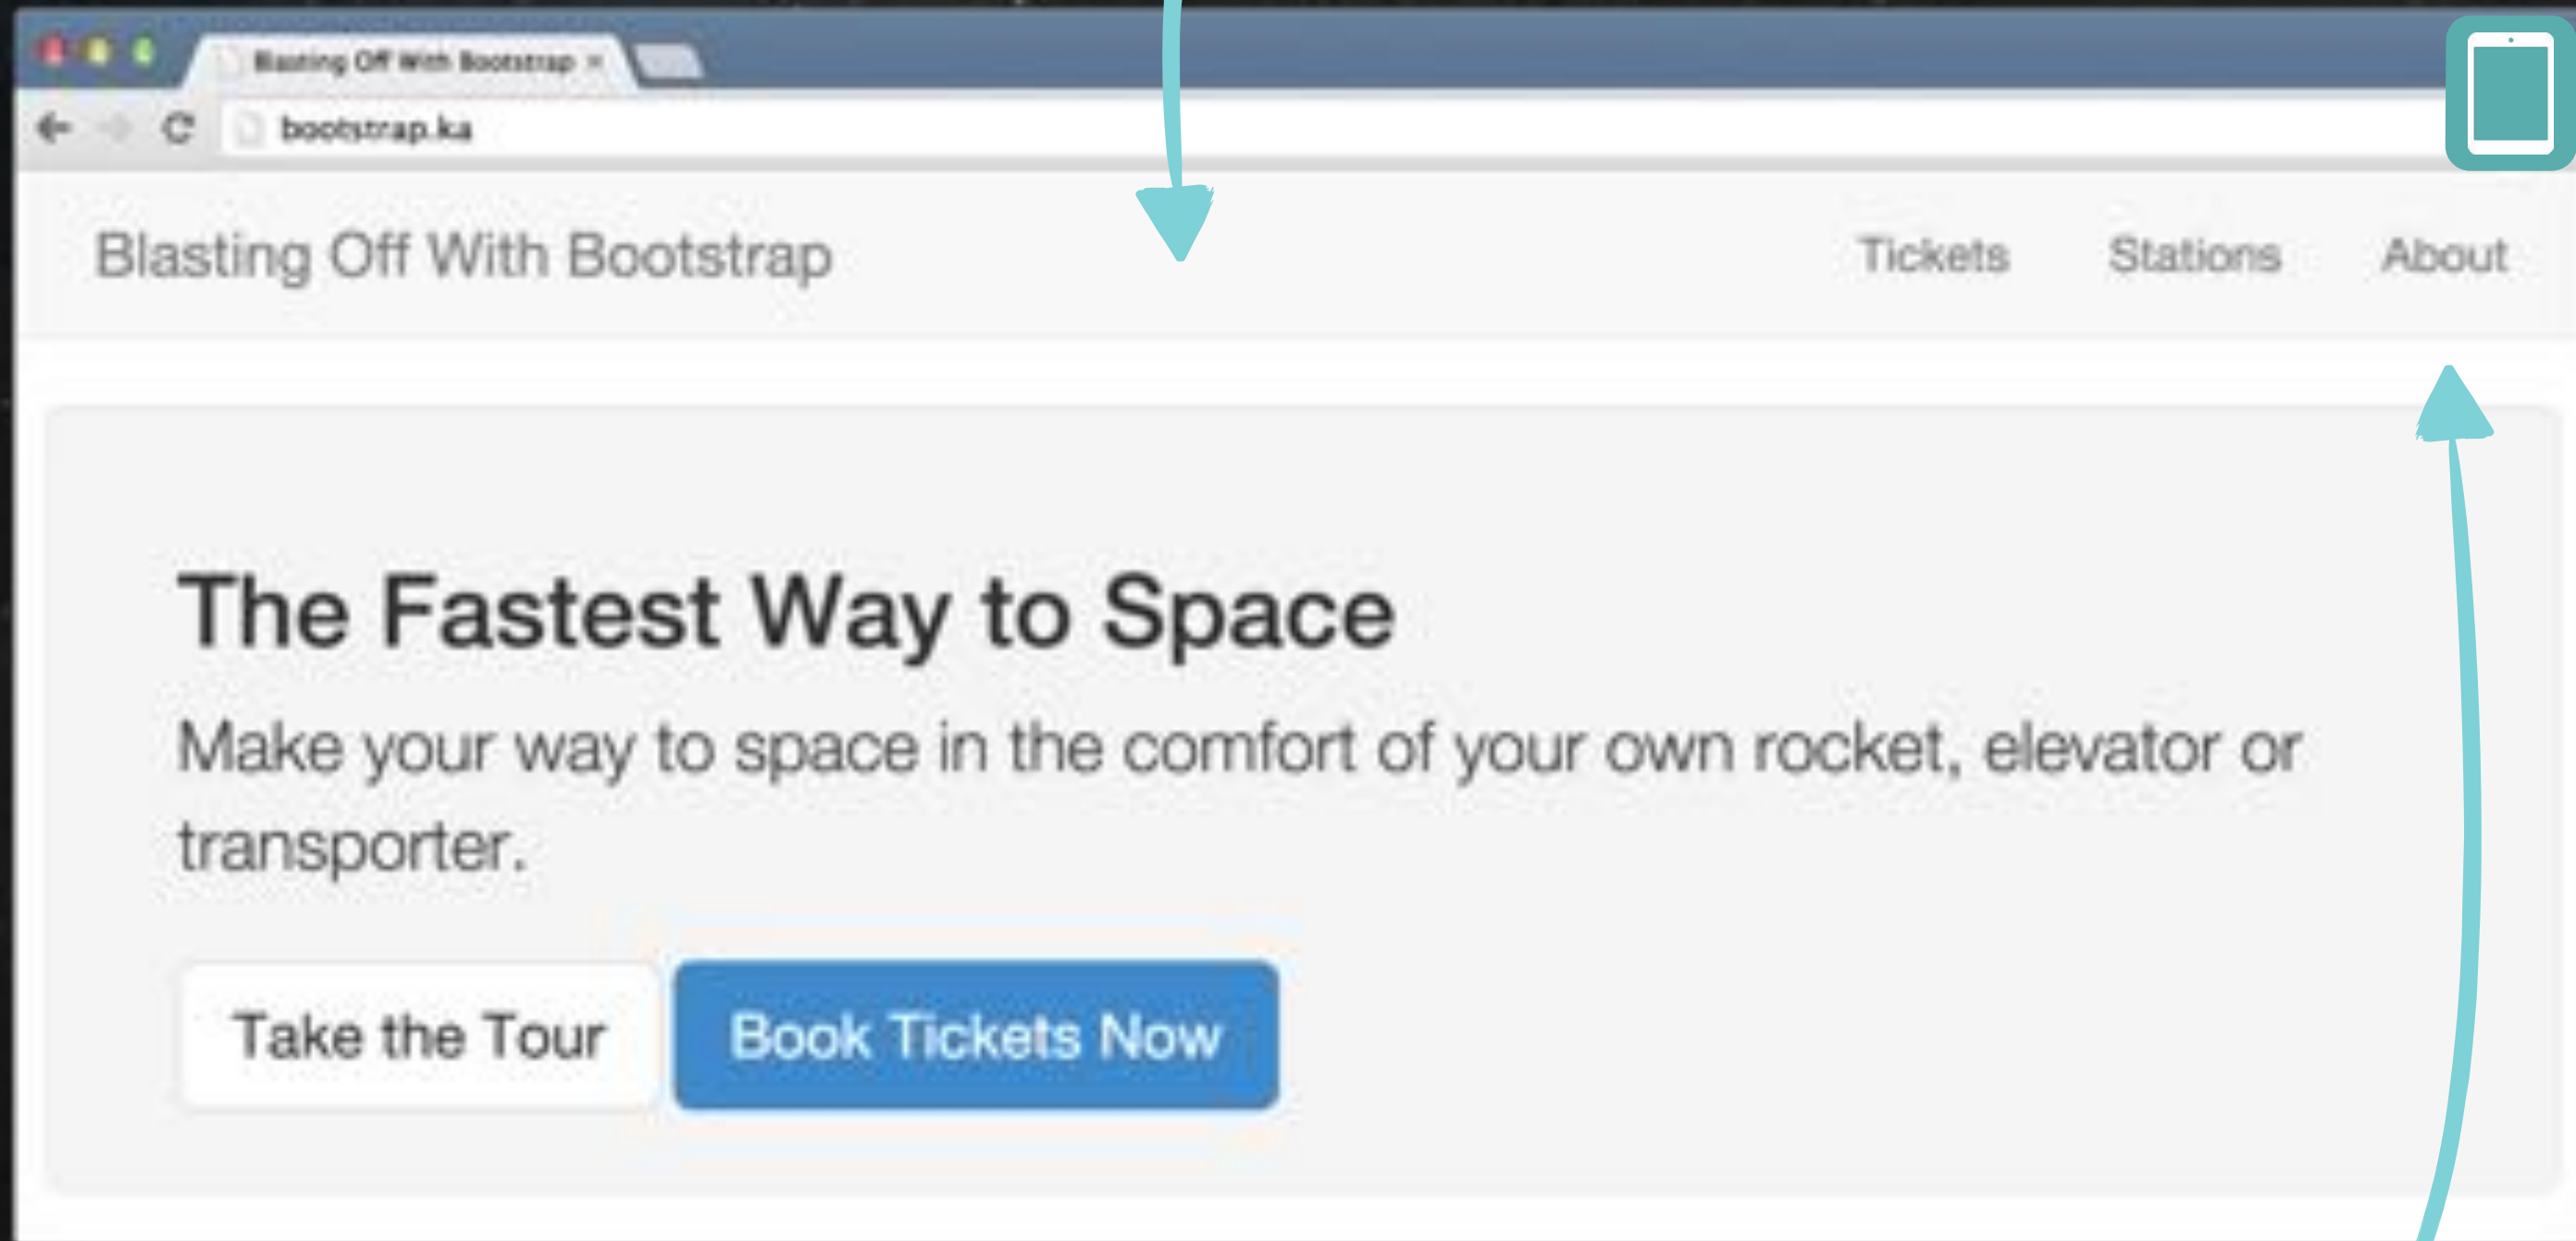 Blasting Off With Bootstrap ×
bootstrap.ka
Blasting Off With Bootstrap
Tickets Stations About
The Fastest Way to Space
Make your way to space in the comfort of your own rocket, elevator or
transporter.
Take the Tour
Book Tickets Now